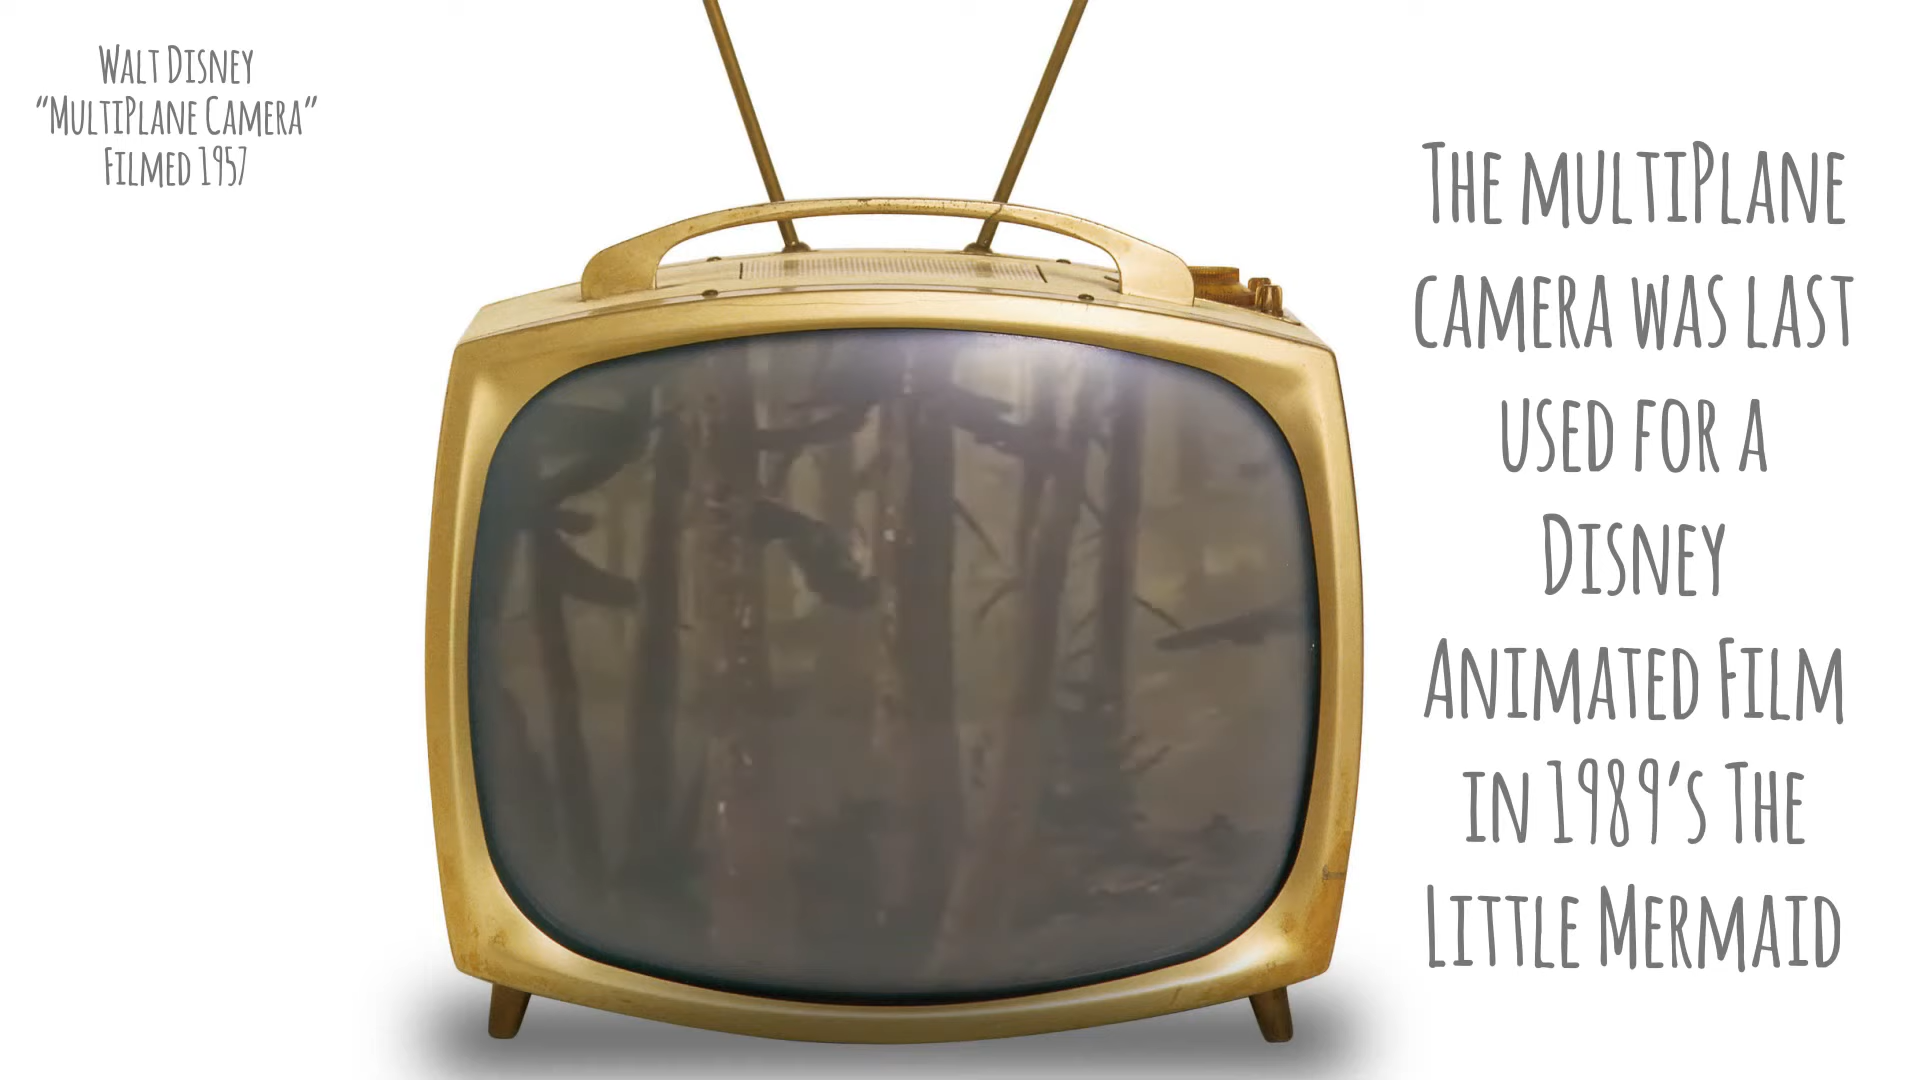 Walt Disney
“MultiPlane Camera”
Filmed 1957
The multiPlane
camera was last
used for a
Disney
Animated Film
in 1989’s The
Little Mermaid